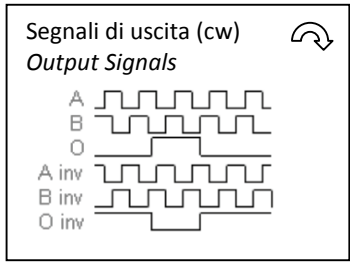 Segnali di uscita (cw)
Output Signals
A
B
O
A inv
B inv
O inv